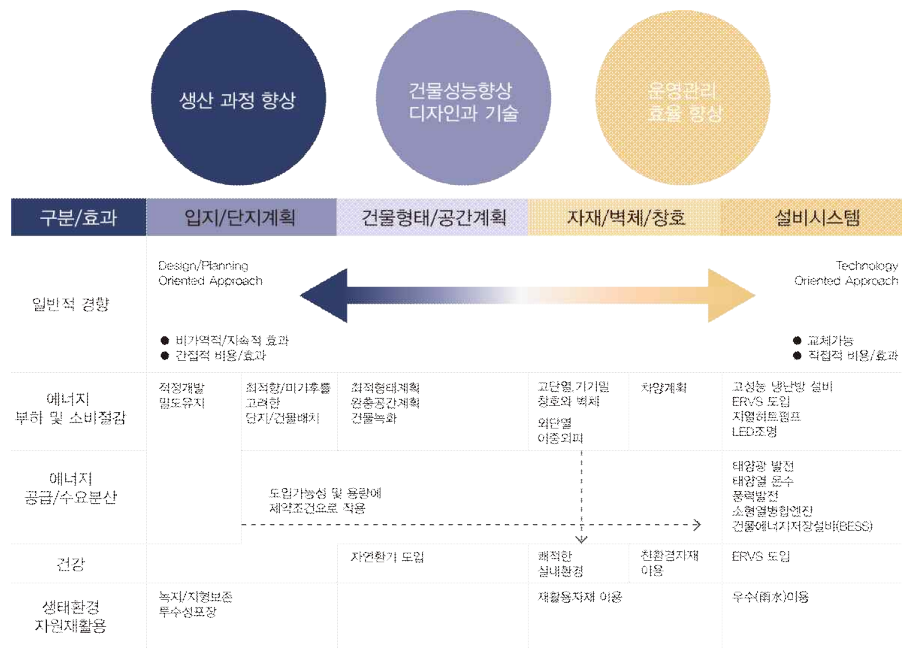 생산 과정 향상
건물성능향상
디자인과 기술
운영관리
효율 향상
구분/효과
입지/단지계획
건물형태/공간계획
자재/벽체/창호
설비시스템
일반적 경향
Design/Planning
Oriented Approach
● 비가역적/지속적 효과
● 간접적 비용/효과
Technology
Oriented Approach
● 교체가능
● 직접적 비용/효과
에너지
부하 및 소비절감
적정개발
밀도유지
최적향/미기후를
고려한
단지/건물배치
최적형태계획
완충공간계획
건물녹화
고단열,고기밀
창호와 벽체
외단열
이중외피
차양계획
고성능 냉난방 설비
ERVS 도입
지열히트펌프
LED조명
에너지
공급/수요분산
도입가능성 및 용량에
제약조건으로 작용
태양광 발전
태양열 온수
풍력발전
소형열병합엔진
건물에너지저장설비(BESS)
건강
자연환기 도입
쾌적한
실내환경
친환경자재
이용
ERVS 도입
생태환경
자원재활용
녹지/지형보존
투수성포장
재활용자재 이용
우수(雨水)이용